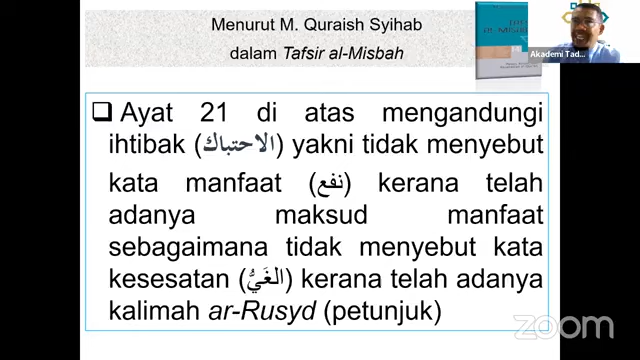 Menurut M. Quraish Syihab
dalam Tafsir al-Misbah
Akademi Tad...
❑ Ayat 21 di atas mengandungi
ihtibak (الاحتباك) yakni tidak menyebut
kata manfaat (نفع) kerana telah
adanya maksud manfaat
sebagaimana tidak menyebut kata
kesesatan (الغَيُّ) kerana telah adanya
kalimah ar-Rusyd (petunjuk)
zoom